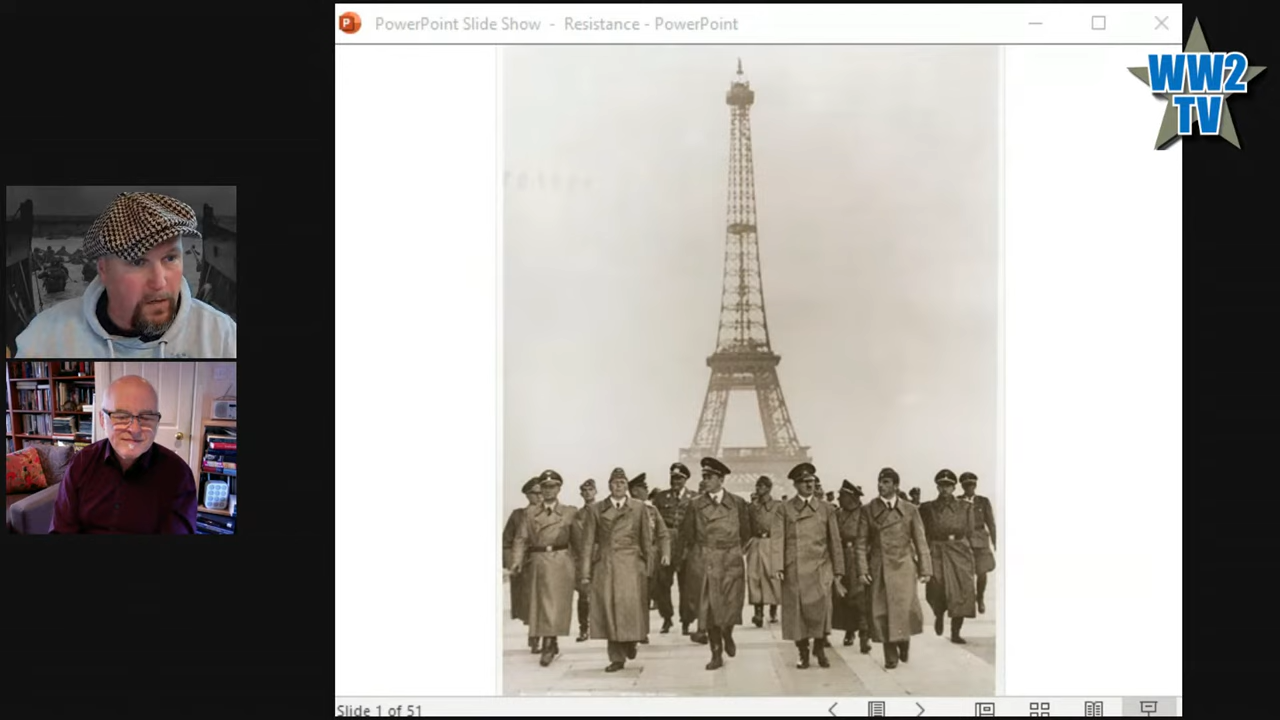 PowerPoint Slide Show - Resistance - PowerPoint
WW2
TV
Slide 1 of 51